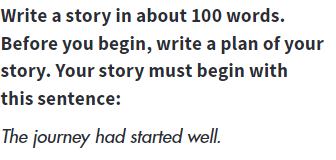 Write a story in about 100 words.
Before you begin, write a plan of your
story. Your story must begin with
this sentence:
The journey had started well.